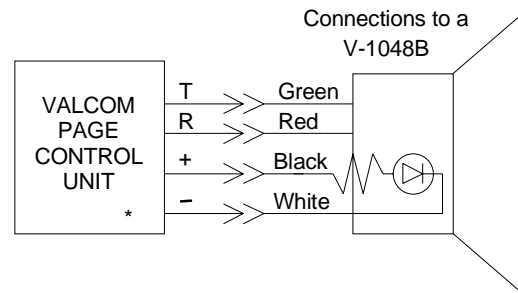 Connections to a
V-1048B
VALCOM
PAGE
CONTROL
UNIT
*
T
Green
R
Red
+
Black
–
White